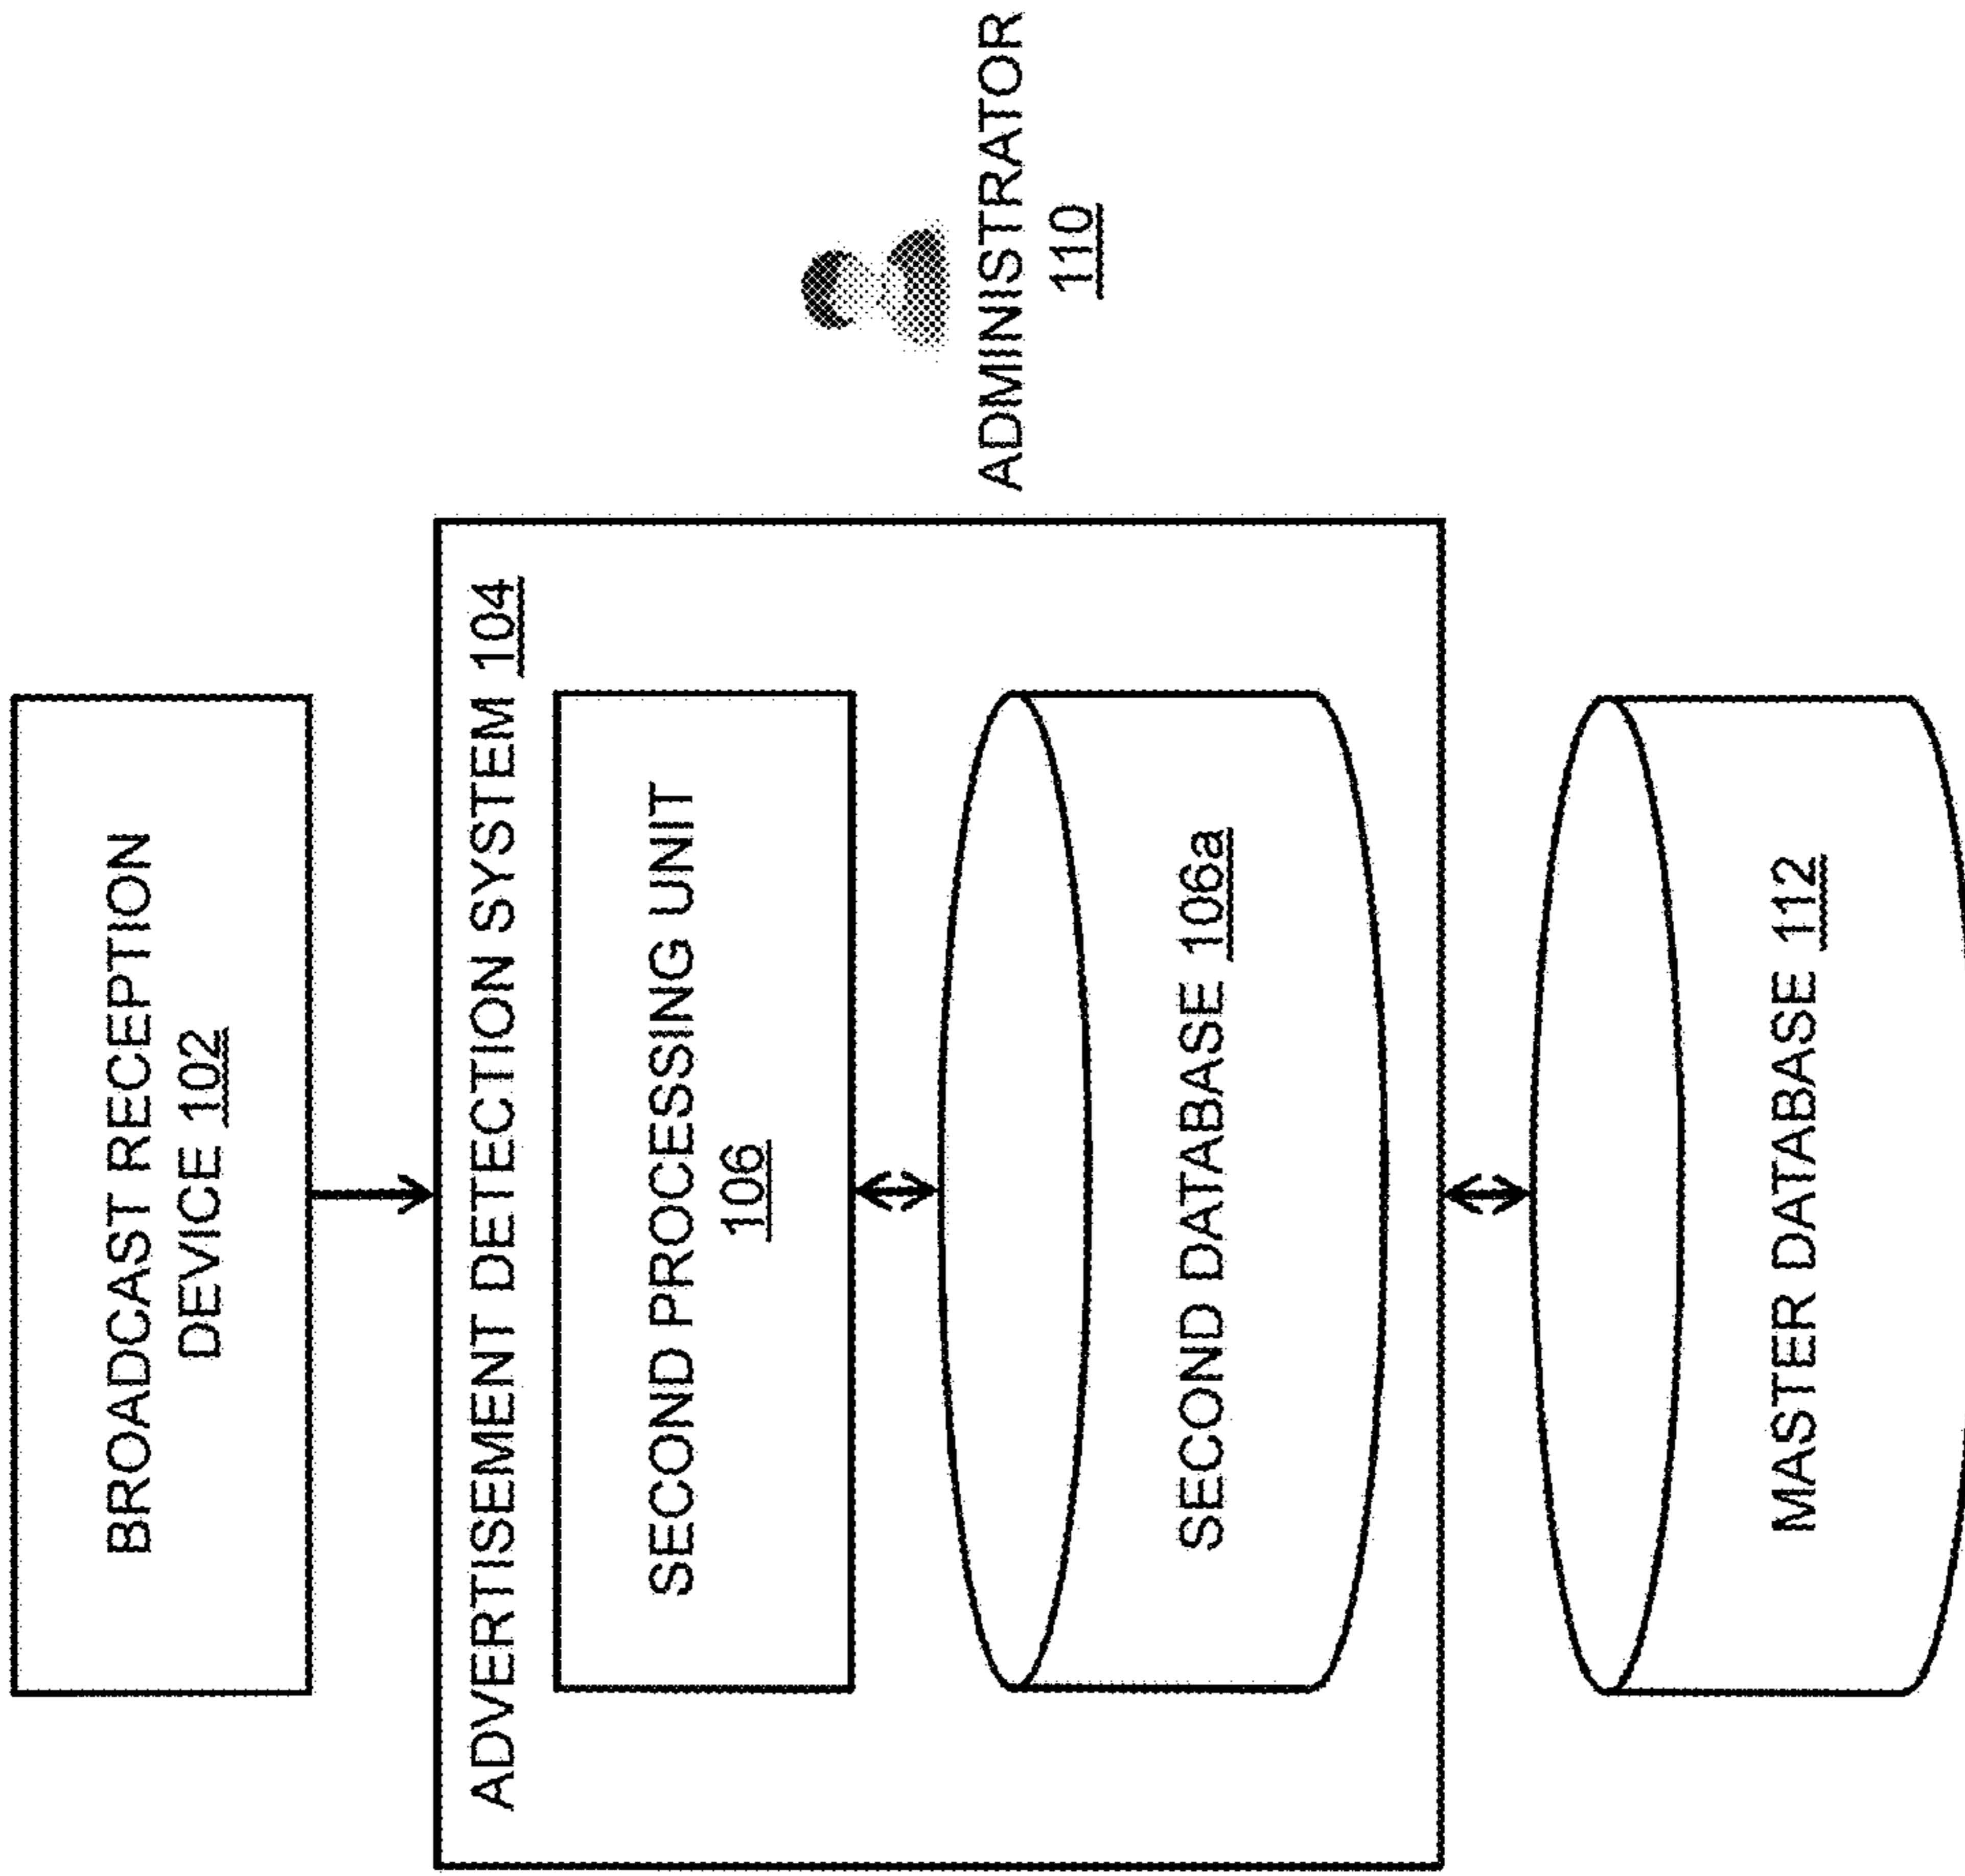 BROADCAST RECEPTION
DEVICE 102
ADVERTISEMENT DETECTION SYSTEM 104
SECOND PROCESSING UNIT
106
SECOND DATABASE 106a
ADMINISTRATOR
110
MASTER DATABASE 112